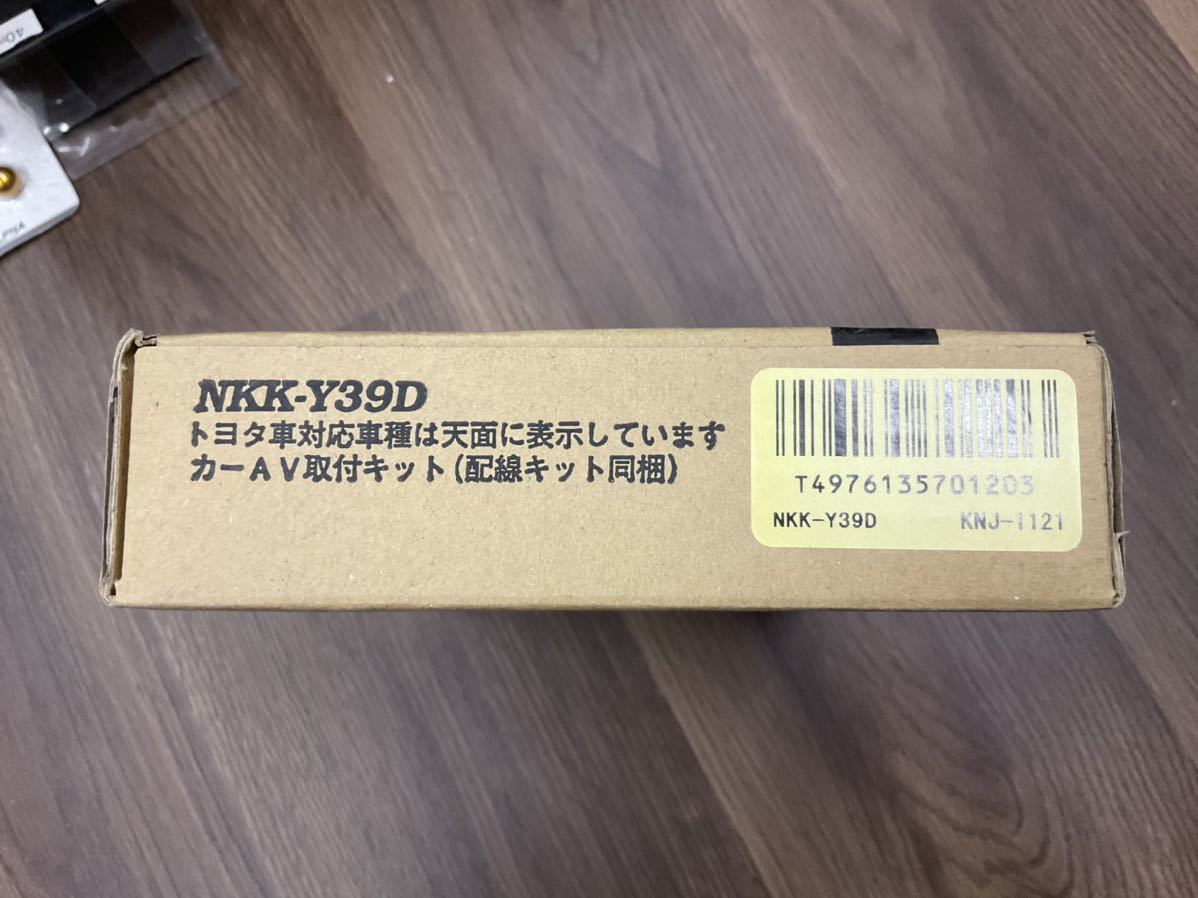 NKK-Y39D
トヨタ車対応車種は天面に表示しています
カーAV取付キット(配線キット同梱)
T4976135701203
NKK-Y39D KNJ-1121